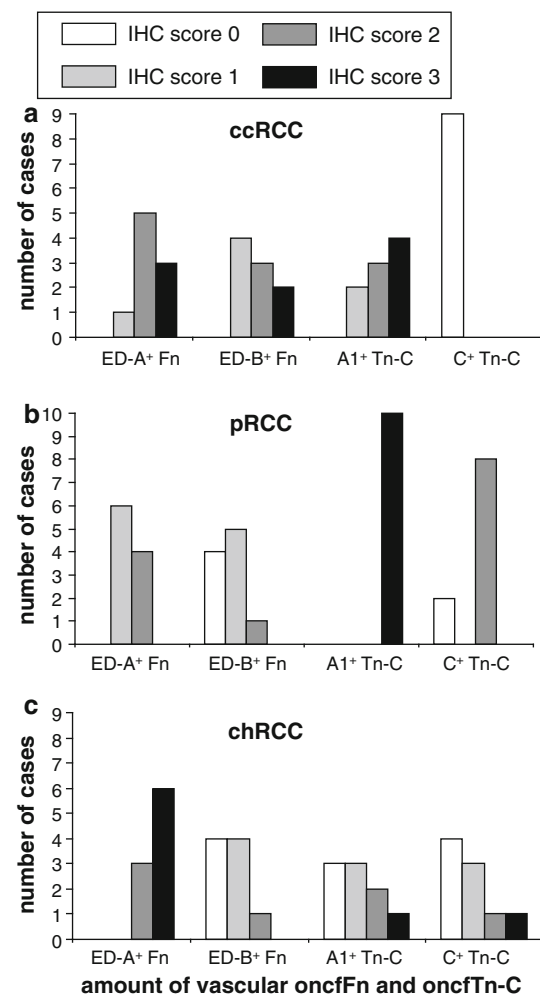 IHC score 0 IHC score 2
IHC score 1 IHC score 3
a
ccRCC
number of cases
9
8
7
6
5
4
3
2
1
0
ED-A⁺ Fn ED-B⁺ Fn A1⁺ Tn-C C⁺ Tn-C
b
pRCC
number of cases
10
9
8
7
6
5
4
3
2
1
0
ED-A⁺ Fn ED-B⁺ Fn A1⁺ Tn-C C⁺ Tn-C
c
chRCC
number of cases
9
8
7
6
5
4
3
2
1
0
ED-A⁺ Fn ED-B⁺ Fn A1⁺ Tn-C C⁺ Tn-C
amount of vascular oncfFn and oncfTn-C